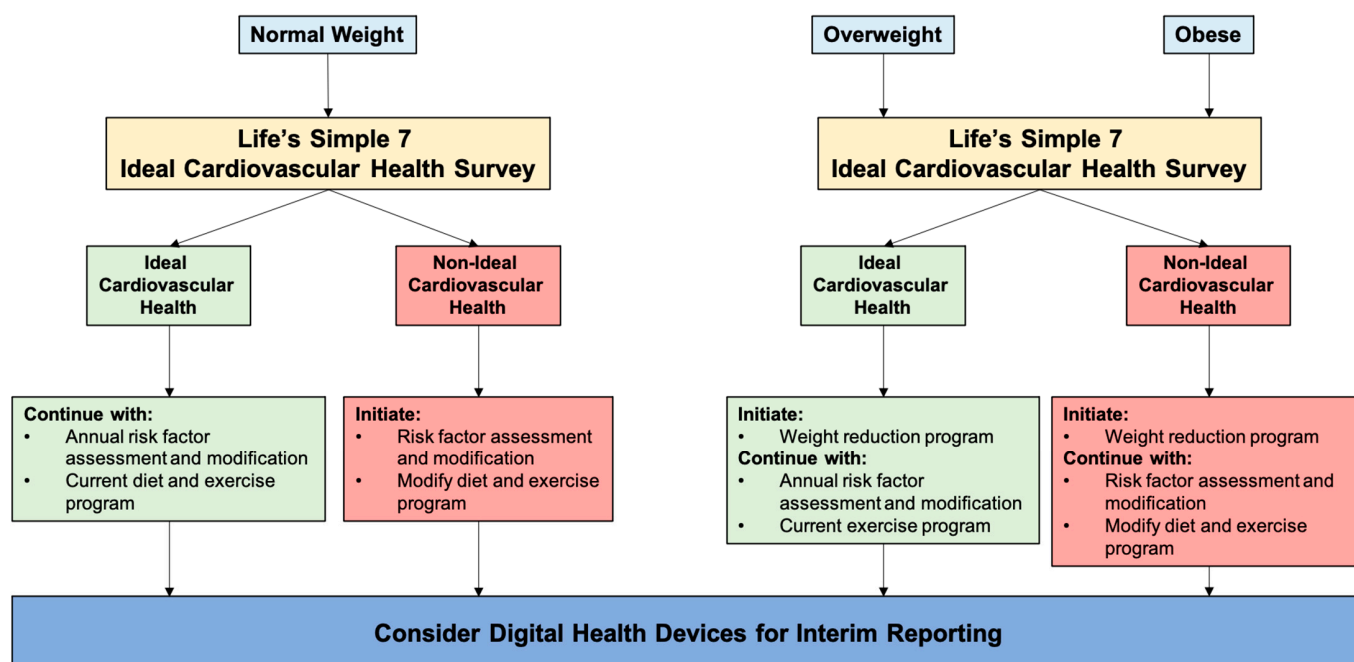 Normal Weight
Overweight
Obese
Life's Simple 7
Ideal Cardiovascular Health Survey
Life's Simple 7
Ideal Cardiovascular Health Survey
Ideal
Cardiovascular
Health
Non-Ideal
Cardiovascular
Health
Ideal
Cardiovascular
Health
Non-Ideal
Cardiovascular
Health
Continue with:
• Annual risk factor
assessment and modification
• Current diet and exercise
program
Initiate:
• Risk factor assessment
and modification
• Modify diet and exercise
program
Initiate:
• Weight reduction program
Continue with:
• Annual risk factor
assessment and modification
• Current exercise program
Initiate:
• Weight reduction program
Continue with:
• Risk factor assessment and
modification
• Modify diet and exercise
program
Consider Digital Health Devices for Interim Reporting